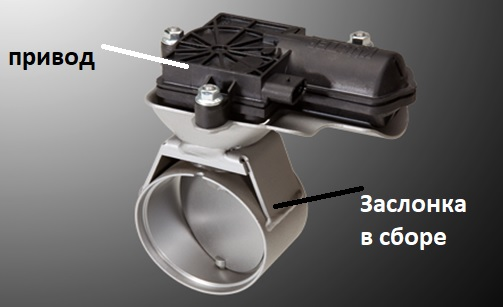 привод
Заслонка
в сборе